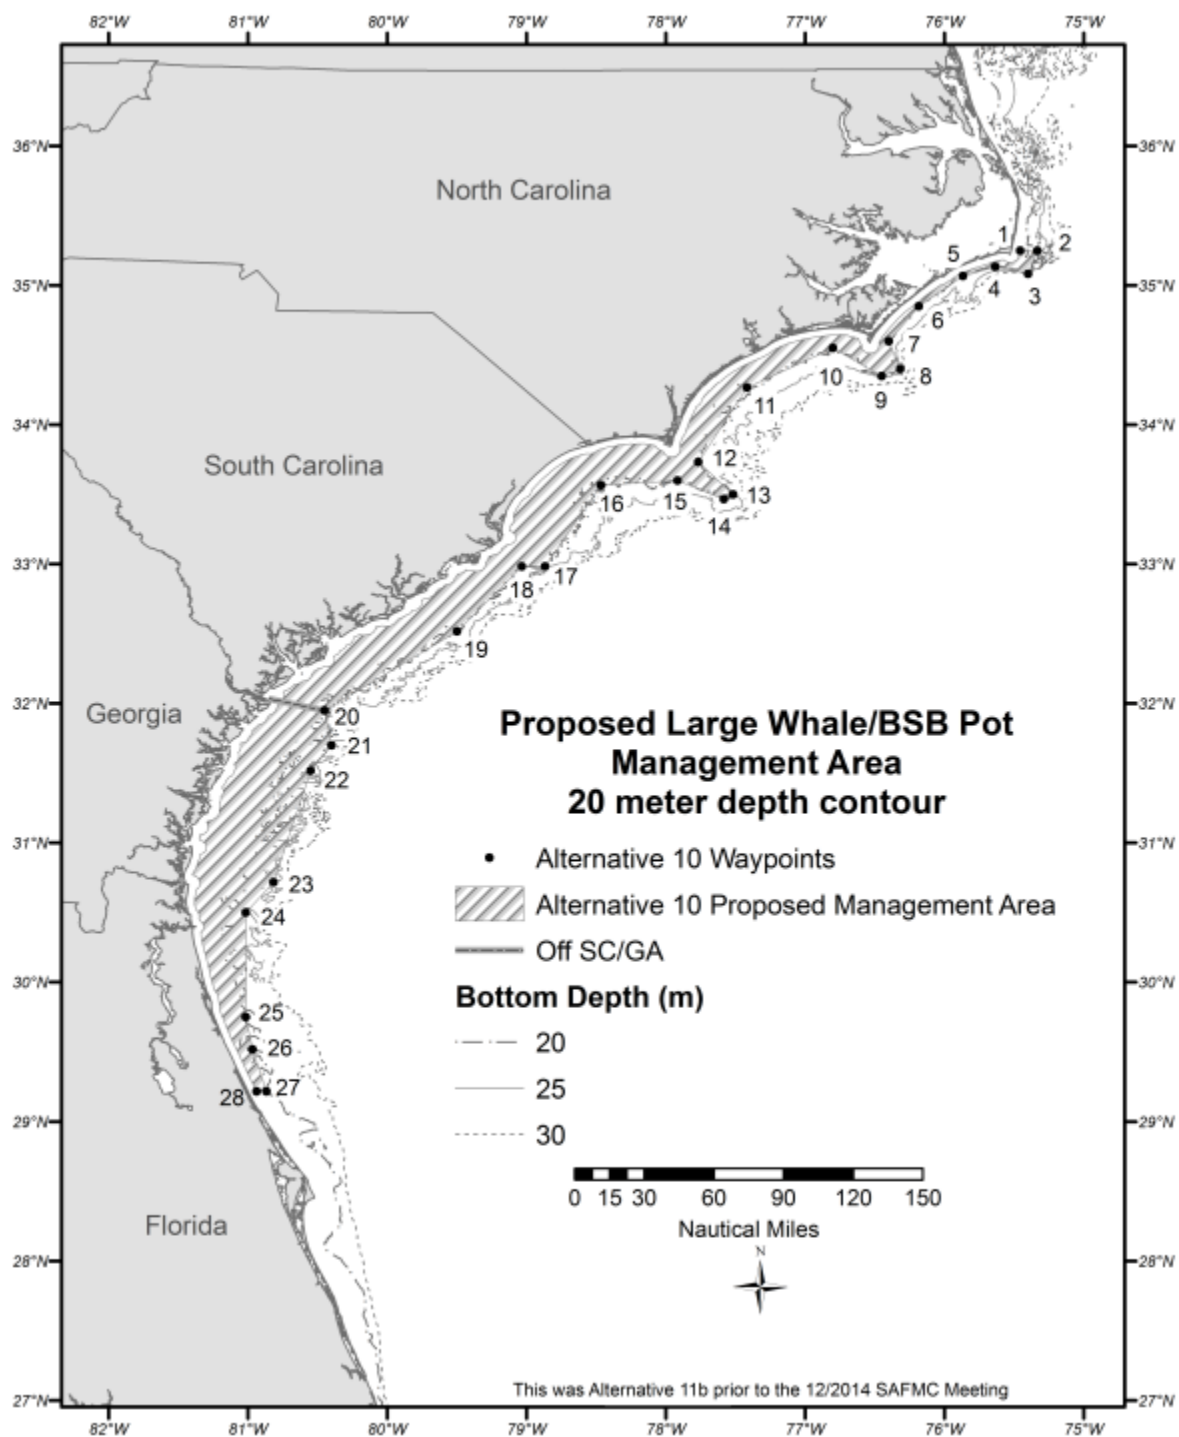 82°W 81°W 80°W 79°W 78°W 77°W 76°W 75°W
36°N 36°N
North Carolina
1 2
5
35°N 35°N
4 3
6
7
10 8
9
11
34°N 34°N
South Carolina
12
13
16 15
14
33°N 33°N
18 17
19
32°N 32°N
Georgia
20
21
22
Proposed Large Whale/BSB Pot
Management Area
20 meter depth contour
31°N 31°N
Alternative 10 Waypoints
23
Alternative 10 Proposed Management Area
24
Off SC/GA
30°N 30°N
Bottom Depth (m)
25
20
26
27
28
25
29°N 29°N
30
0 15 30 60 90 120 150
Nautical Miles
Florida
N
28°N 28°N
This was Alternative 11b prior to the 12/2014 SAFMC Meeting
27°N 27°N
82°W 81°W 80°W 79°W 78°W 77°W 76°W 75°W